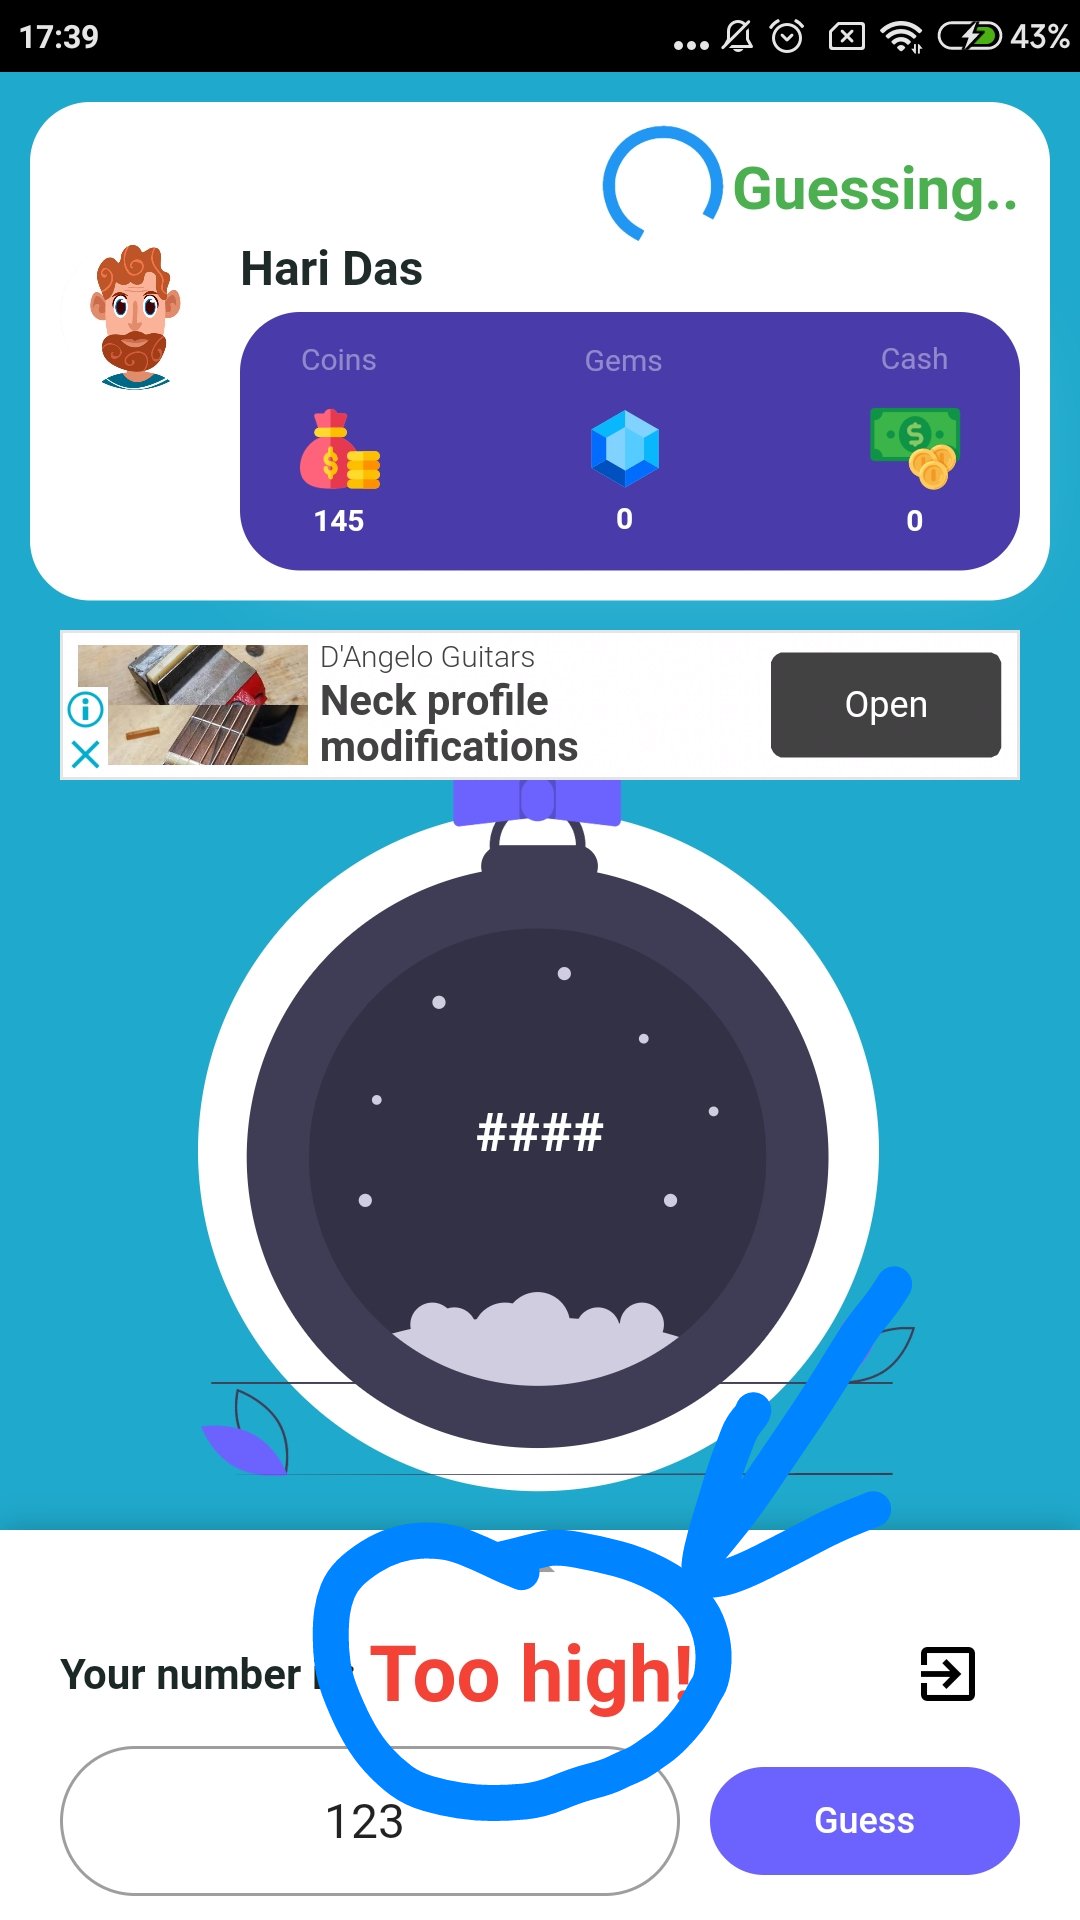 17:39
43%
Guessing..
Hari Das
Coins Gems Cash
145 0 0
D'Angelo Guitars
Neck profile
modifications
Open
####
Your number Too high!
123
Guess